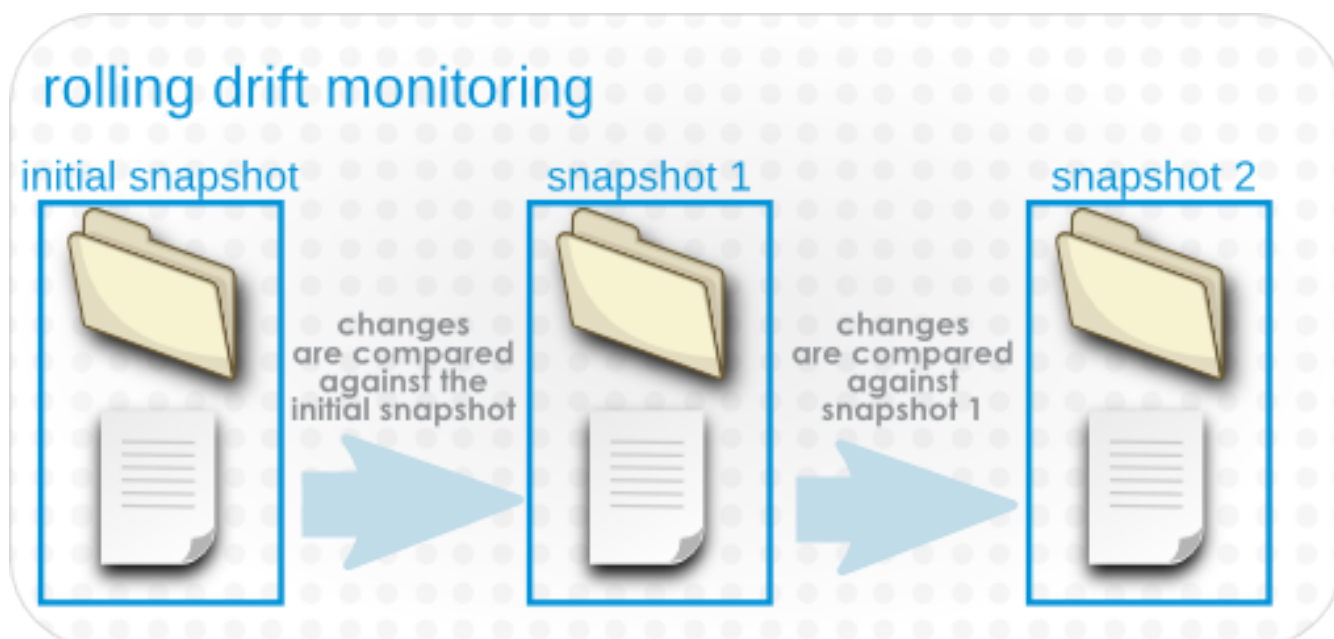 rolling drift monitoring
initial snapshot
snapshot 1
snapshot 2
changes
are compared
against the
initial snapshot
changes
are compared
against
snapshot 1